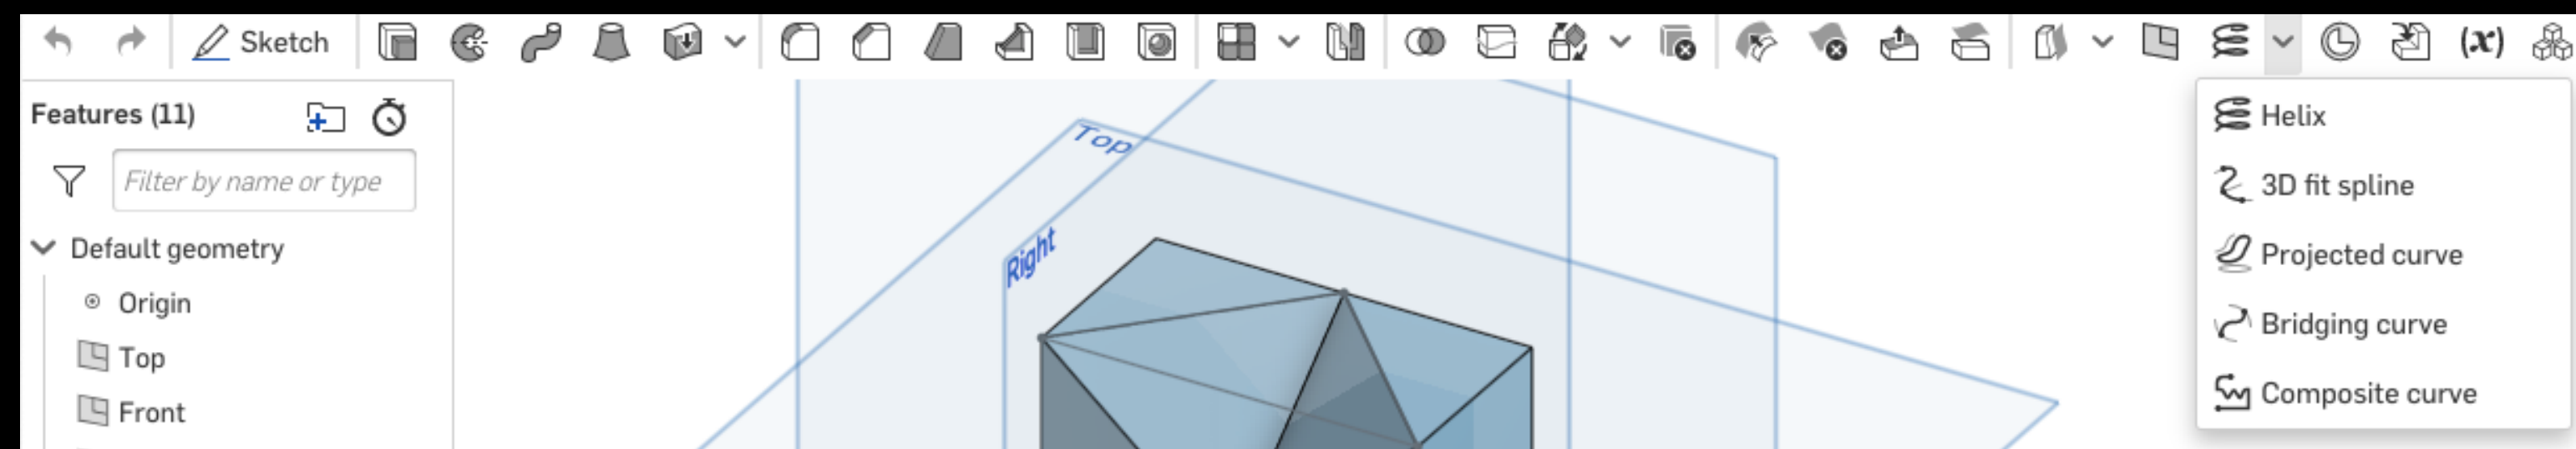 Sketch
(x)
Features (11)
Filter by name or type
Default geometry
Origin
Top
Front
Top
Right
Helix
3D fit spline
Projected curve
Bridging curve
Composite curve